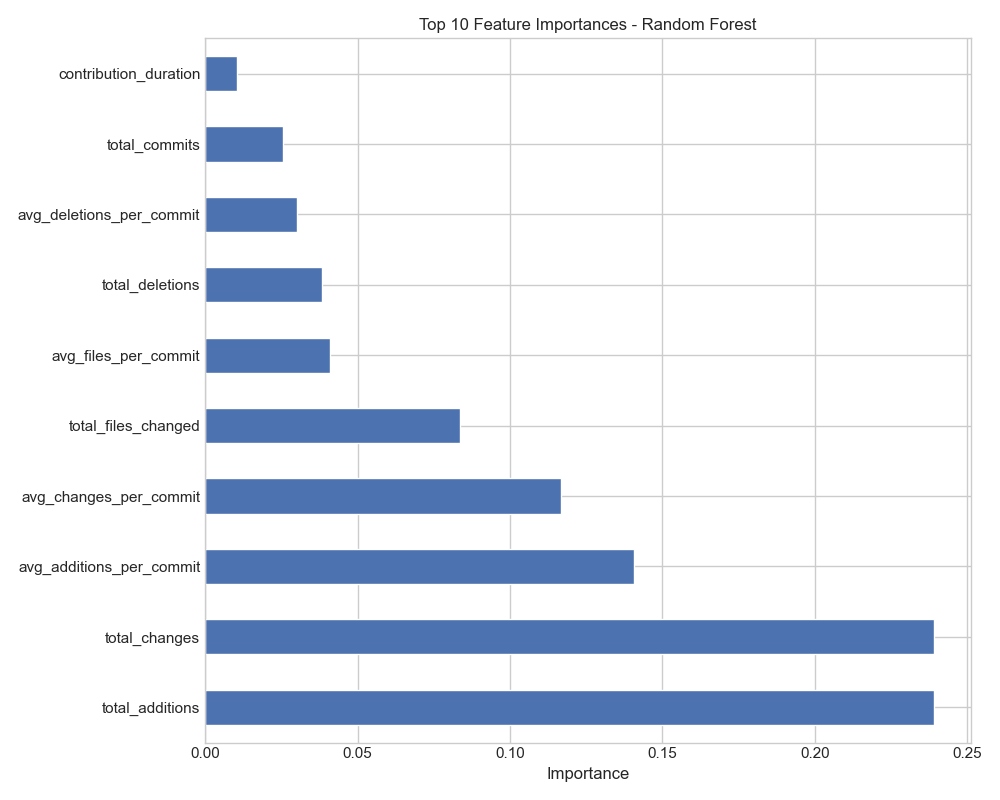 Top 10 Feature Importances - Random Forest
contribution_duration
total_commits
avg_deletions_per_commit
total_deletions
avg_files_per_commit
total_files_changed
avg_changes_per_commit
avg_additions_per_commit
total_changes
total_additions
0.00 0.05 0.10 0.15 0.20 0.25
Importance